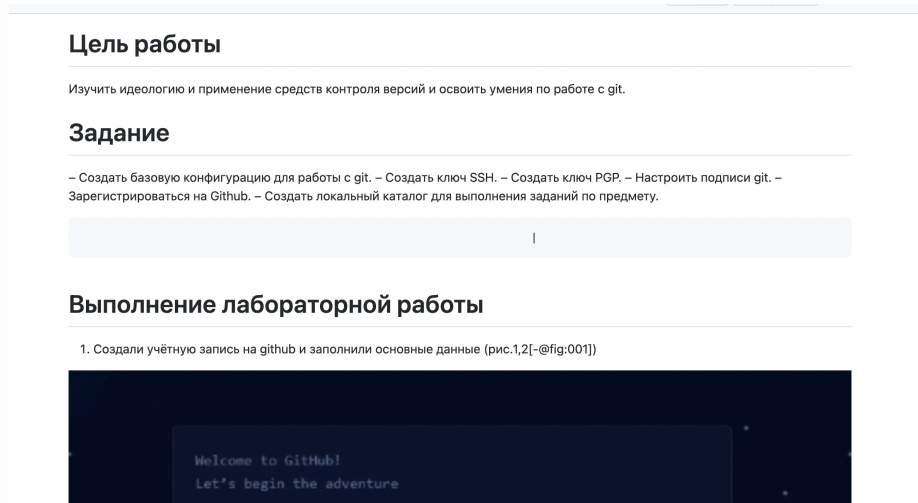 Цель работы
Изучить идеологию и применение средств контроля версий и освоить умения по работе с git.
Задание
– Создать базовую конфигурацию для работы с git. – Создать ключ SSH. – Создать ключ PGP. – Настроить подписи git. –
Зарегистрироваться на Github. – Создать локальный каталог для выполнения заданий по предмету.
|
Выполнение лабораторной работы
1. Создали учётную запись на github и заполнили основные данные (рис.1,2[-@fig:001])
Welcome to GitHub!
Let's begin the adventure